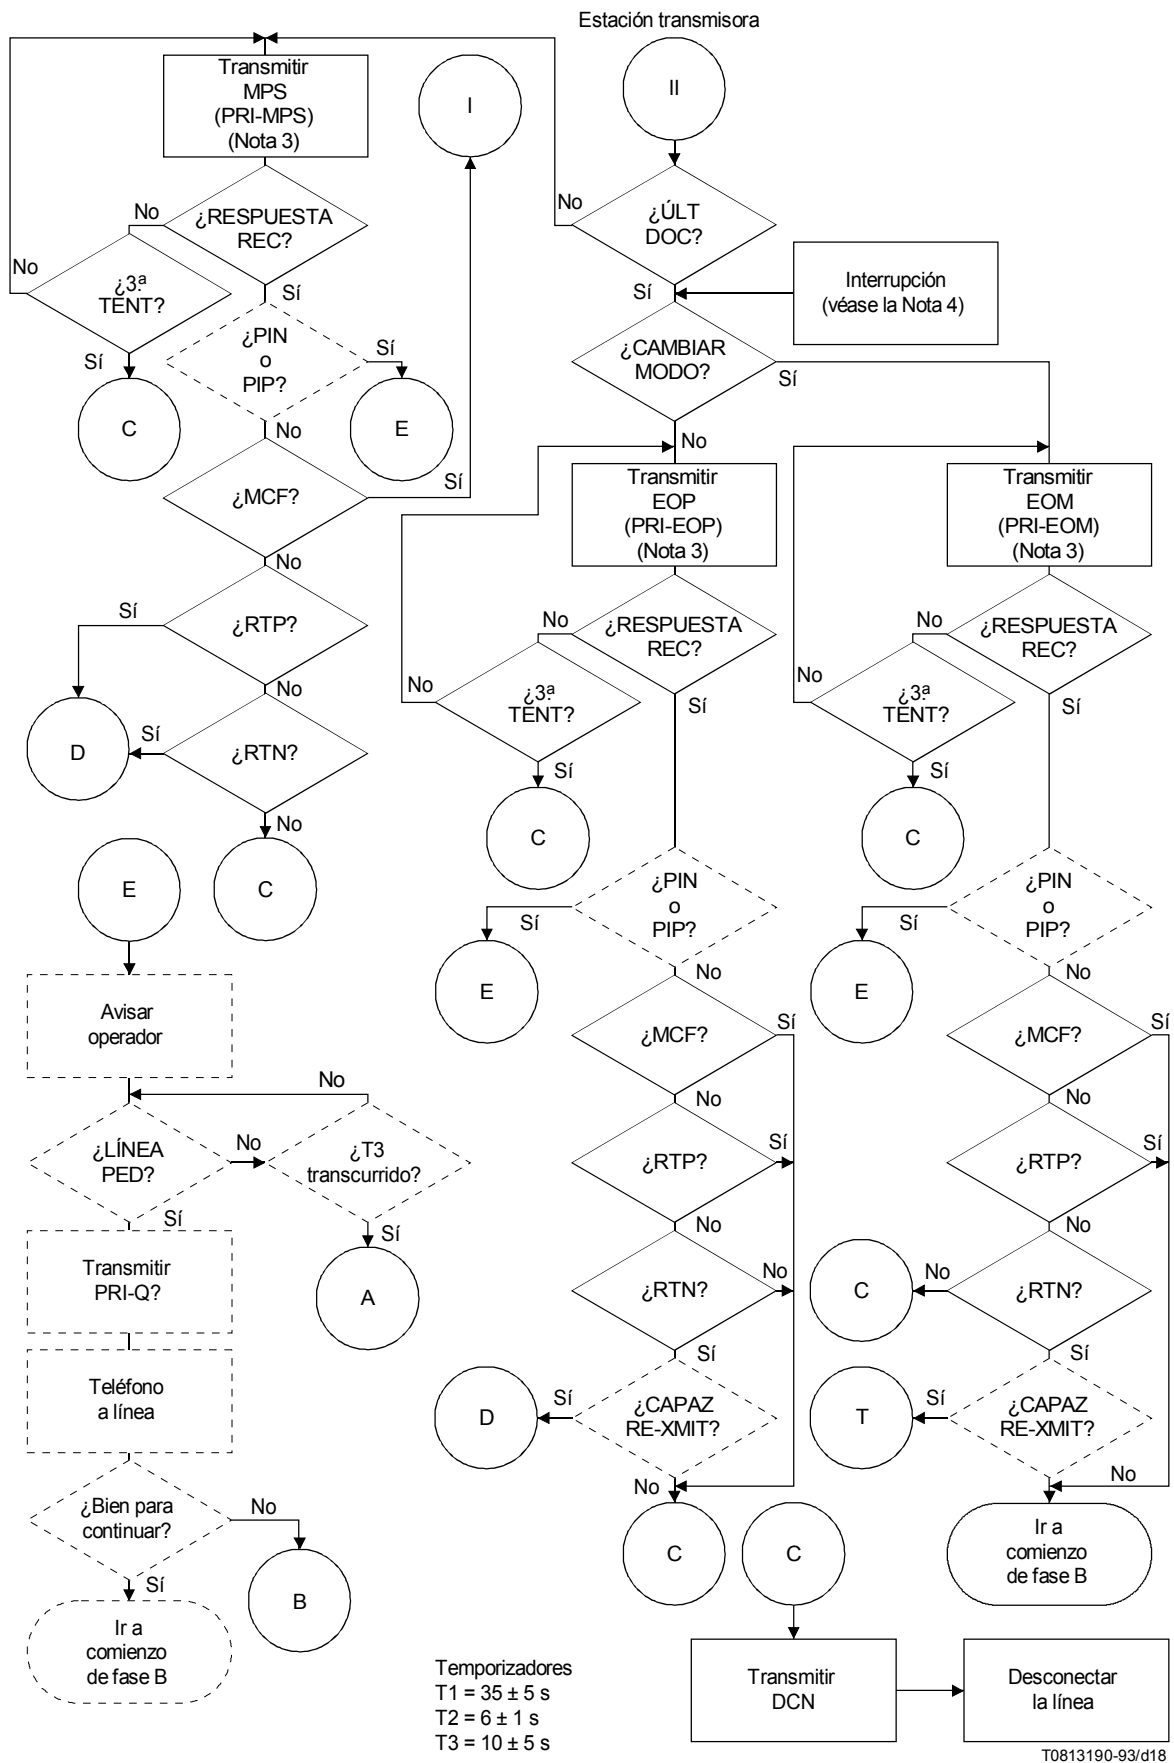 Estación transmisora
Transmitir
MPS
(PRI-MPS)
(Nota 3)
I
II
No
¿RESPUESTA
REC?
No
¿3.ª
TENT?
Sí
C
Sí
¿PIN
o
PIP?
Sí
E
No
¿MCF?
Sí
No
¿RTP?
Sí
No
¿RTN?
Sí
D
No
C
No
¿ÚLT
DOC?
Sí
Interrupción
(véase la Nota 4)
¿CAMBIAR
MODO?
Sí
No
Transmitir
EOP
(PRI-EOP)
(Nota 3)
¿RESPUESTA
REC?
No
No
¿3.ª
TENT?
Sí
C
Sí
¿PIN
o
PIP?
Sí
E
No
¿MCF?
Sí
No
¿RTP?
Sí
No
¿RTN?
No
Sí
¿CAPAZ
RE-XMIT?
Sí
D
No
C
Transmitir
EOM
(PRI-EOM)
(Nota 3)
¿RESPUESTA
REC?
No
No
¿3.ª
TENT?
Sí
C
Sí
¿PIN
o
PIP?
Sí
E
No
¿MCF?
Sí
No
¿RTP?
Sí
No
¿RTN?
No
C
Sí
¿CAPAZ
RE-XMIT?
Sí
T
No
Ir a
comienzo
de fase B
E
Avisar
operador
No
¿LÍNEA
PED?
No
¿T3
transcurrido?
Sí
A
Sí
Transmitir
PRI-Q?
Teléfono
a línea
¿Bien para
continuar?
No
B
Sí
Ir a
comienzo
de fase B
C
Transmitir
DCN
Desconectar
la línea
Temporizadores
T1 = 35 ± 5 s
T2 = 6 ± 1 s
T3 = 10 ± 5 s
T0813190-93/d18